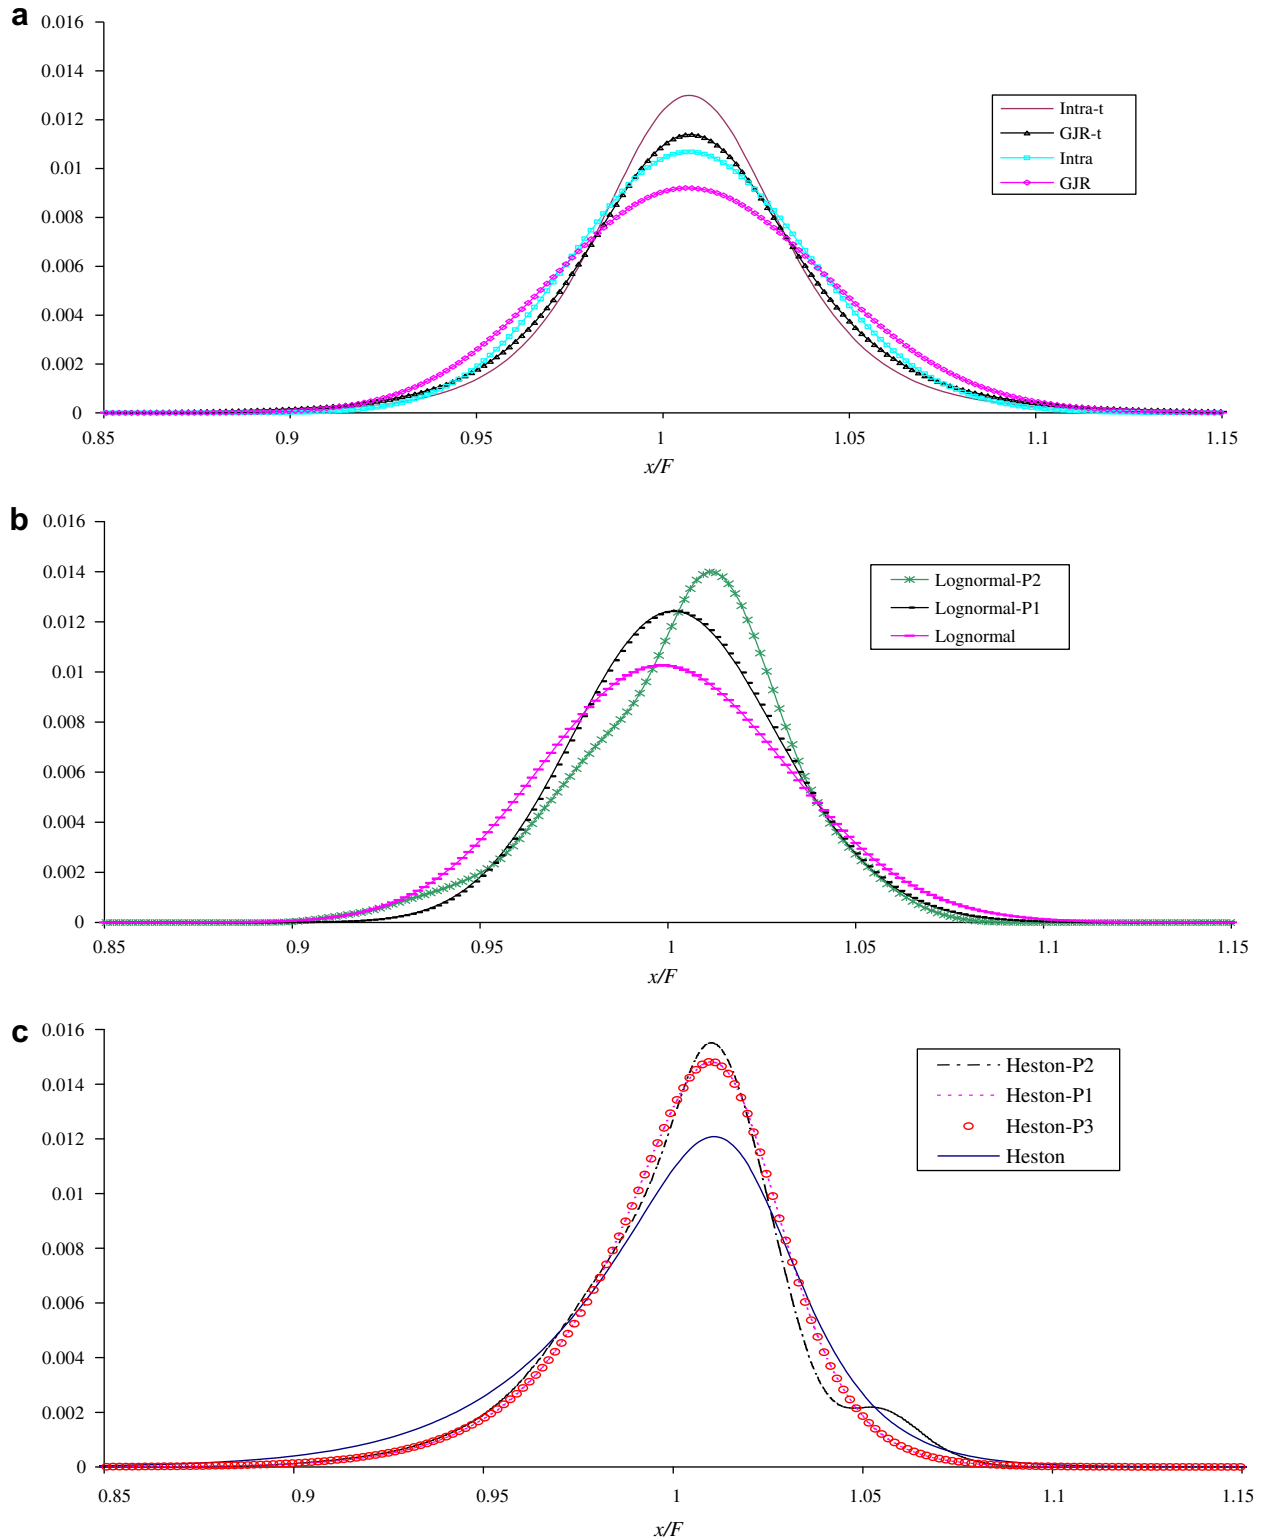 a
0.016
0.014
0.012
0.01
0.008
0.006
0.004
0.002
0
0.85 0.9 0.95 1 1.05 1.1 1.15
x/F
Intra-t
GJR-t
Intra
GJR
b
0.016
0.014
0.012
0.01
0.008
0.006
0.004
0.002
0
0.85 0.9 0.95 1 1.05 1.1 1.15
x/F
Lognormal-P2
Lognormal-P1
Lognormal
c
0.016
0.014
0.012
0.01
0.008
0.006
0.004
0.002
0
0.85 0.9 0.95 1 1.05 1.1 1.15
x/F
Heston-P2
Heston-P1
Heston-P3
Heston